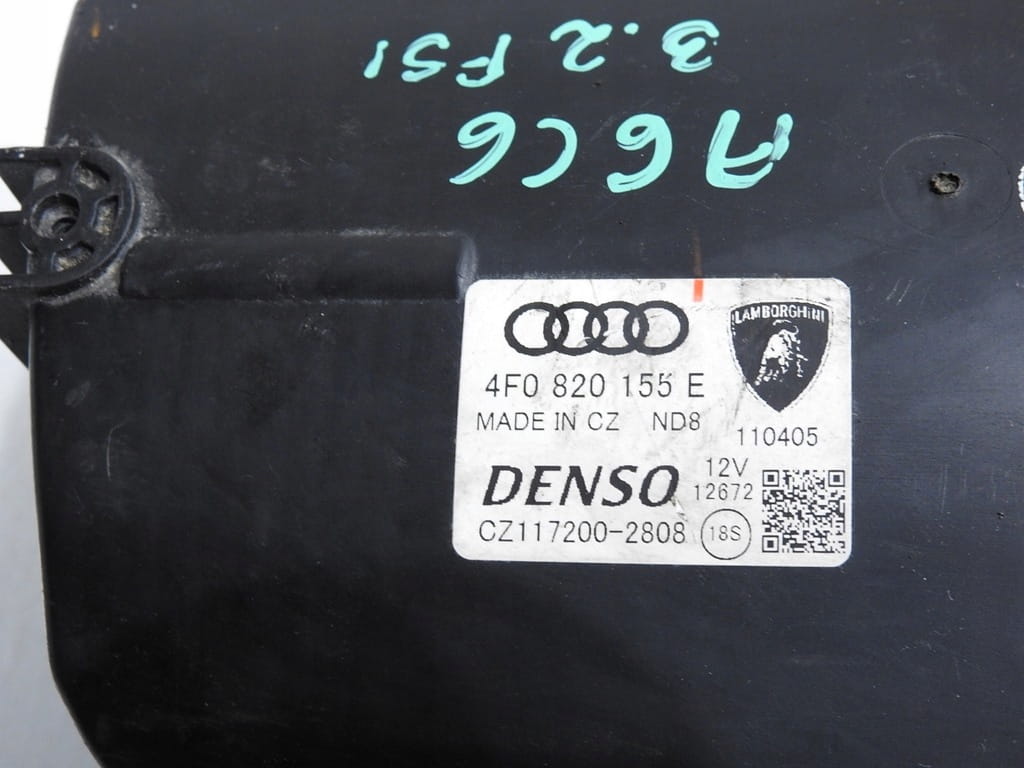 A6C6
3.2 FSi
LAMBORGHINI
4F0 820 155 E
MADE IN CZ ND8
110405
DENSO
12V
12672
CZ117200-2808
18S